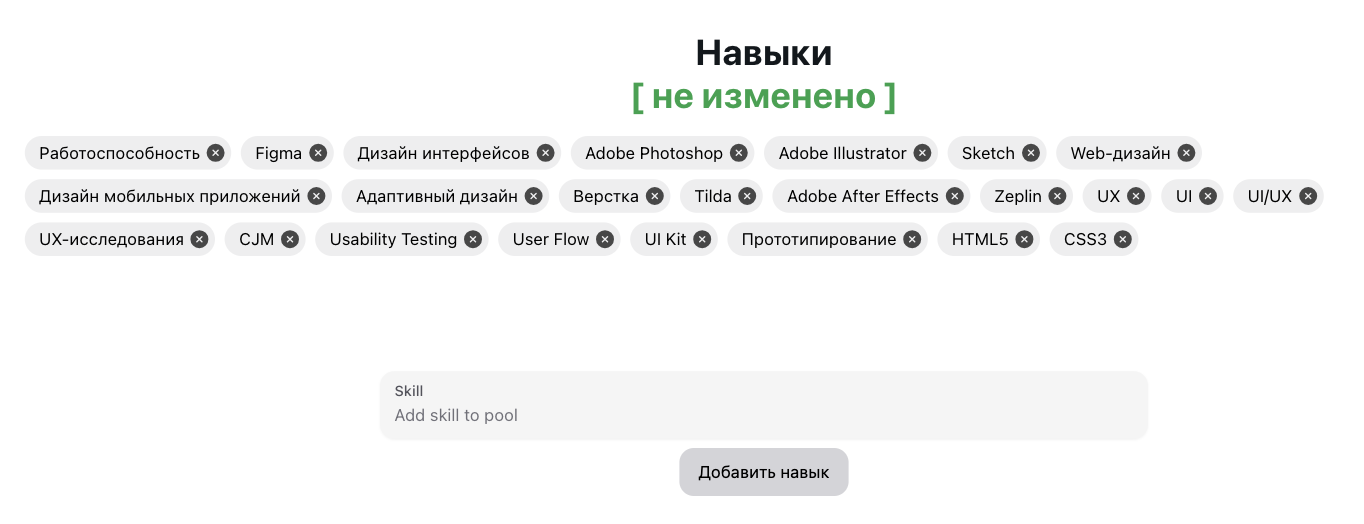 Навыки
[ не изменено ]
Работоспособность Figma Дизайн интерфейсов Adobe Photoshop Adobe Illustrator Sketch Web-дизайн
Дизайн мобильных приложений Адаптивный дизайн Верстка Tilda Adobe After Effects Zeplin UX UI UI/UX
UX-исследования CJM Usability Testing User Flow UI Kit Прототипирование HTML5 CSS3
Skill
Add skill to pool
Добавить навык